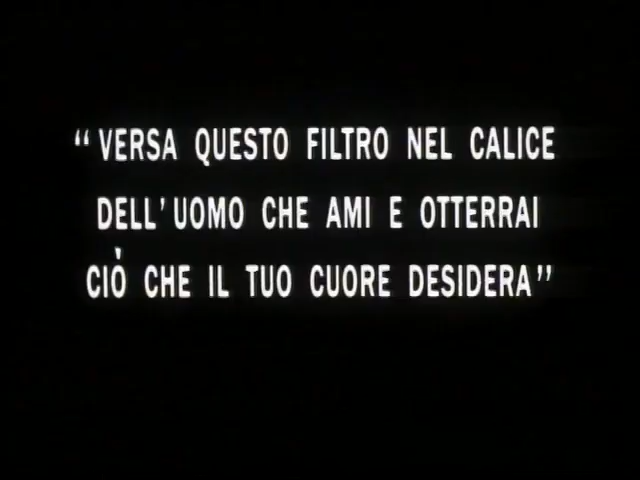 “VERSA QUESTO FILTRO NEL CALICE
DELL'UOMO CHE AMI E OTTERRAI
CIÒ CHE IL TUO CUORE DESIDERA”